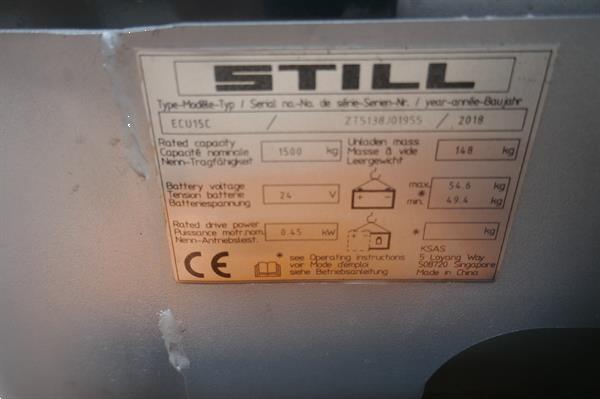 STILL
Type-Modèle-Typ / Serial no.-No. de série-Serien-Nr. / year-année-Baujahr
ECU15C / ZT5138J01955 / 2018
Rated capacity
Capacité nominale
Nenn-Tragfähigkeit
1500 kg
Unladen mass
Masse à vide
Leergewicht
148 kg
Battery voltage
Tension batterie
Batteriespannung
24 V
max. 54.6 kg
*
min. 49.4 kg
Rated drive power
Puissance motr.nom.
Nenn-Antriebsleist.
0.45 kW
* kg
CE
* see Operating instructions
voir Mode d'emploi
siehe Betriebsanleitung
KSAS
5 Loyang Way
508720 Singapore
Made in China